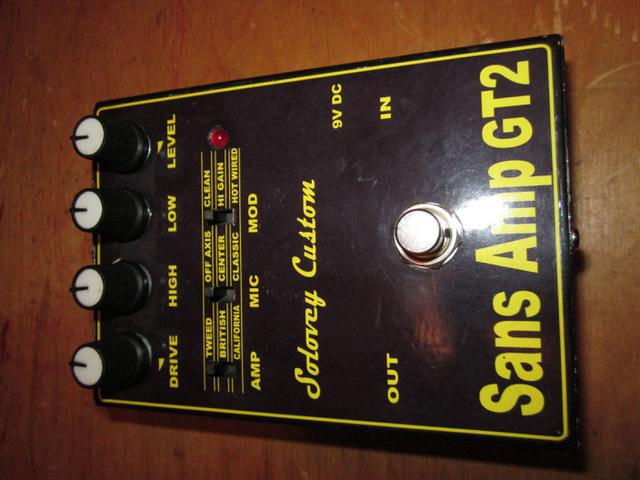 DRIVE HIGH LOW LEVEL
TWEED OFF AXIS CLEAN
BRITISH CENTER HI GAIN
CALIFORNIA CLASSIC HOT WIRED
AMP MIC MOD
Solovey Custom
9V DC
OUT IN
Sans Amp GT2